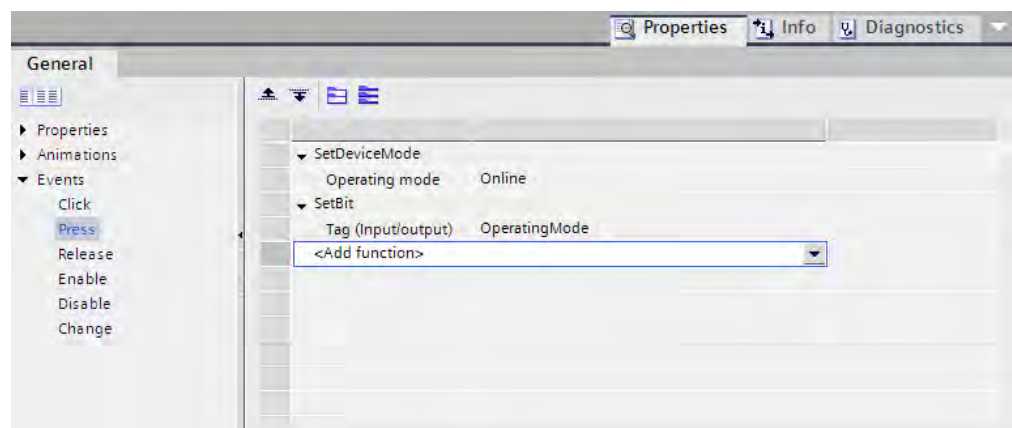 Properties Info Diagnostics
General
Properties
Animations
Events
Click
Press
Release
Enable
Disable
Change
SetDeviceMode
Operating mode Online
SetBit
Tag (Input/output) OperatingMode
<Add function>